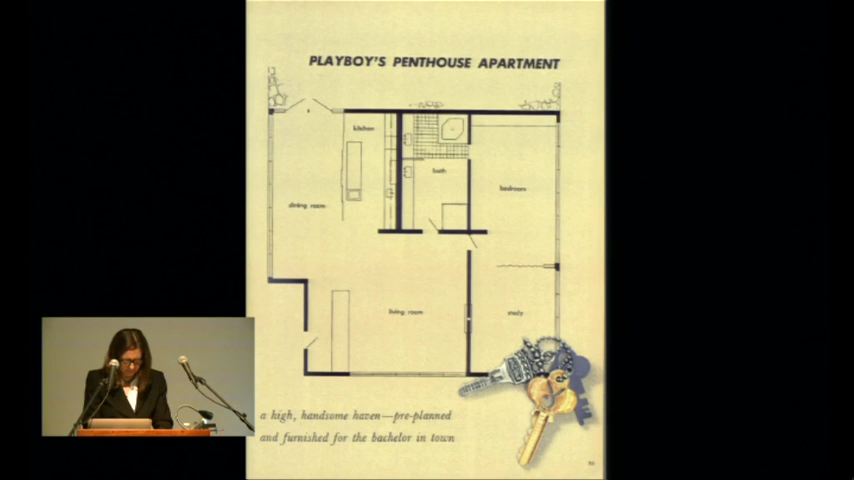 PLAYBOY'S PENTHOUSE APARTMENT
kitchen
bath
bedroom
dining room
living room
study
a high, handsome haven—pre-planned
and furnished for the bachelor in town